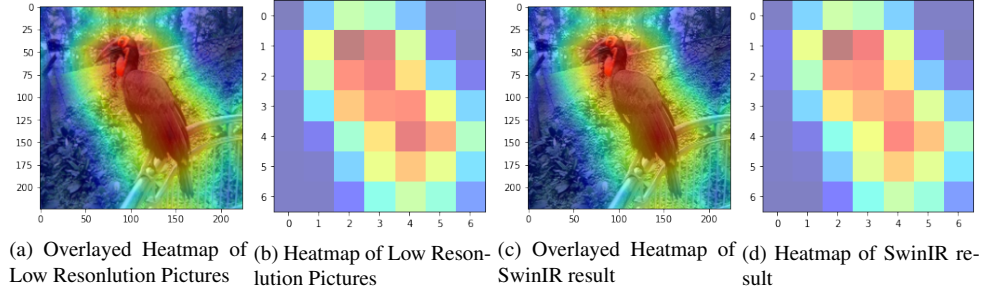 0
25
50
75
100
125
150
175
200
0 50 100 150 200
0
1
2
3
4
5
6
0 1 2 3 4 5 6
0
25
50
75
100
125
150
175
200
0 50 100 150 200
0
1
2
3
4
5
6
0 1 2 3 4 5 6
(a) Overlayed Heatmap of
Low Resonlution Pictures
(b) Heatmap of Low Reson-
lution Pictures
(c) Overlayed Heatmap of
SwinIR result
(d) Heatmap of SwinIR re-
sult